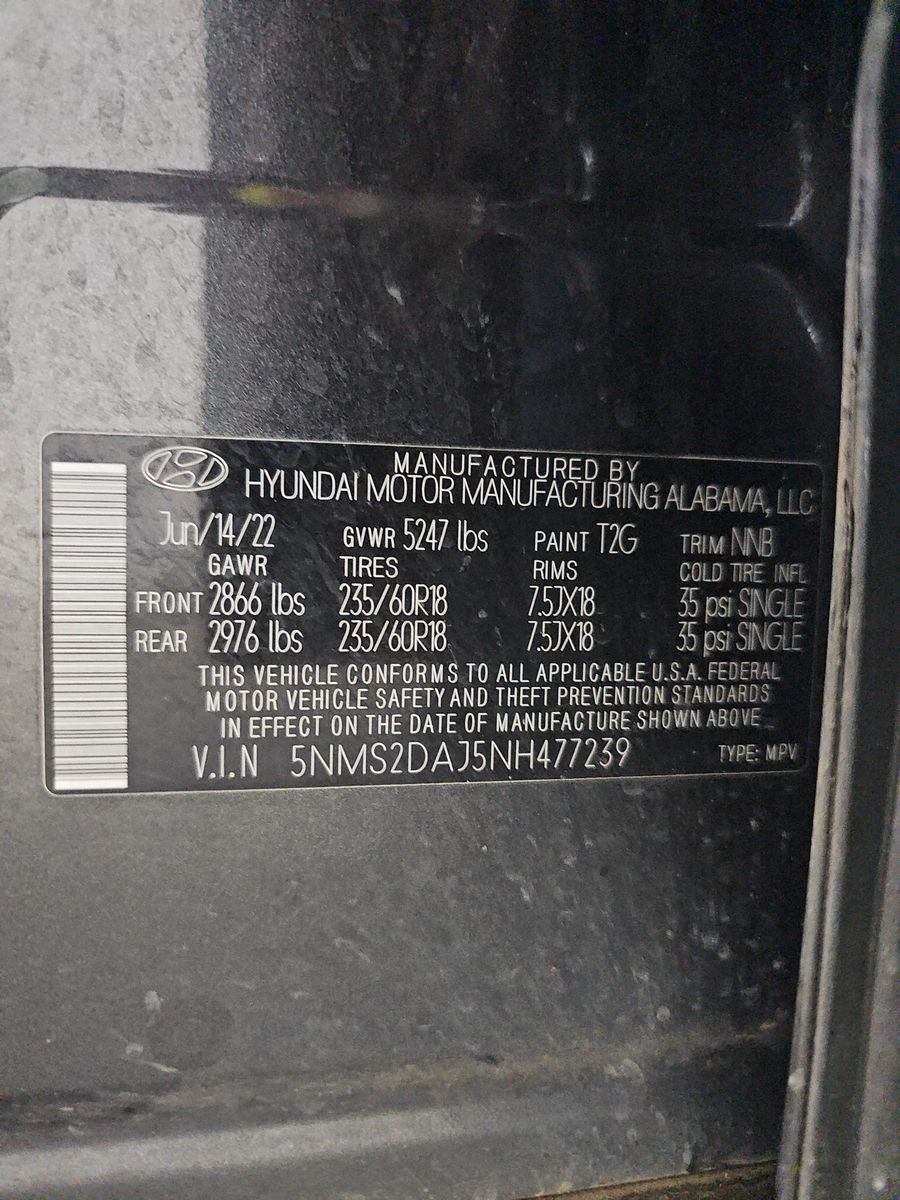 MANUFACTURED BY
HYUNDAI MOTOR MANUFACTURING ALABAMA, LLC
Jun/14/22 GVWR 5247 lbs PAINT T2G TRIM NNB
GAWR TIRES RIMS COLD TIRE INFL
FRONT 2866 lbs 235/60R18 7.5JX18 35 psi SINGLE
REAR 2976 lbs 235/60R18 7.5JX18 35 psi SINGLE
THIS VEHICLE CONFORMS TO ALL APPLICABLE U.S.A. FEDERAL
MOTOR VEHICLE SAFETY AND THEFT PREVENTION STANDARDS
IN EFFECT ON THE DATE OF MANUFACTURE SHOWN ABOVE
V.I.N 5NMS2DAJ5NH477239 TYPE: MPV